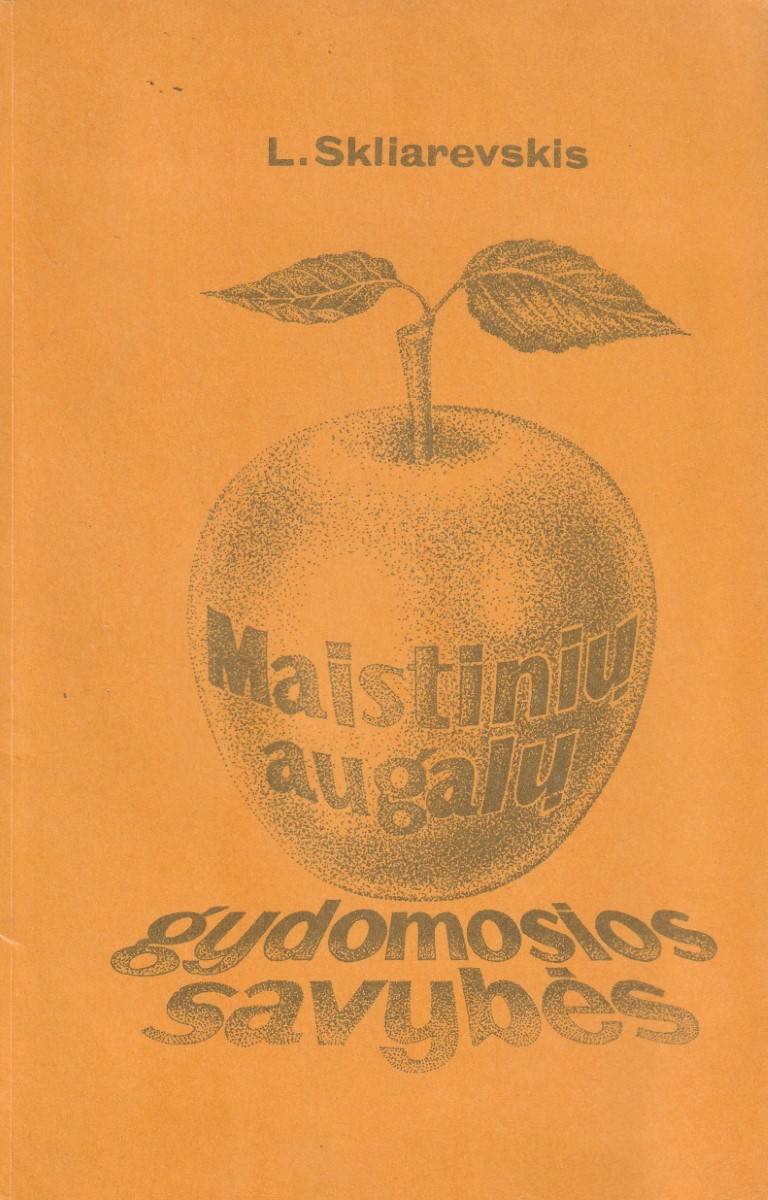 L. Skliarevskis
Maistinių
augalų
gydomosios
savybės